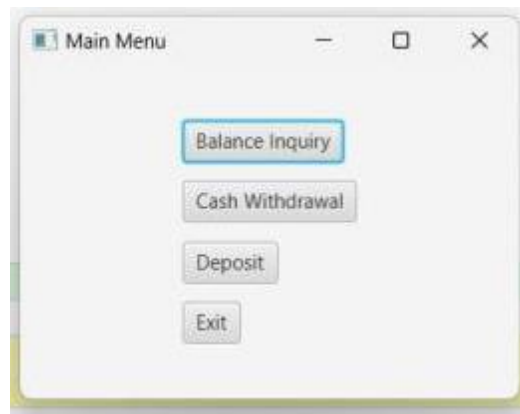 Main Menu
Balance Inquiry
Cash Withdrawal
Deposit
Exit